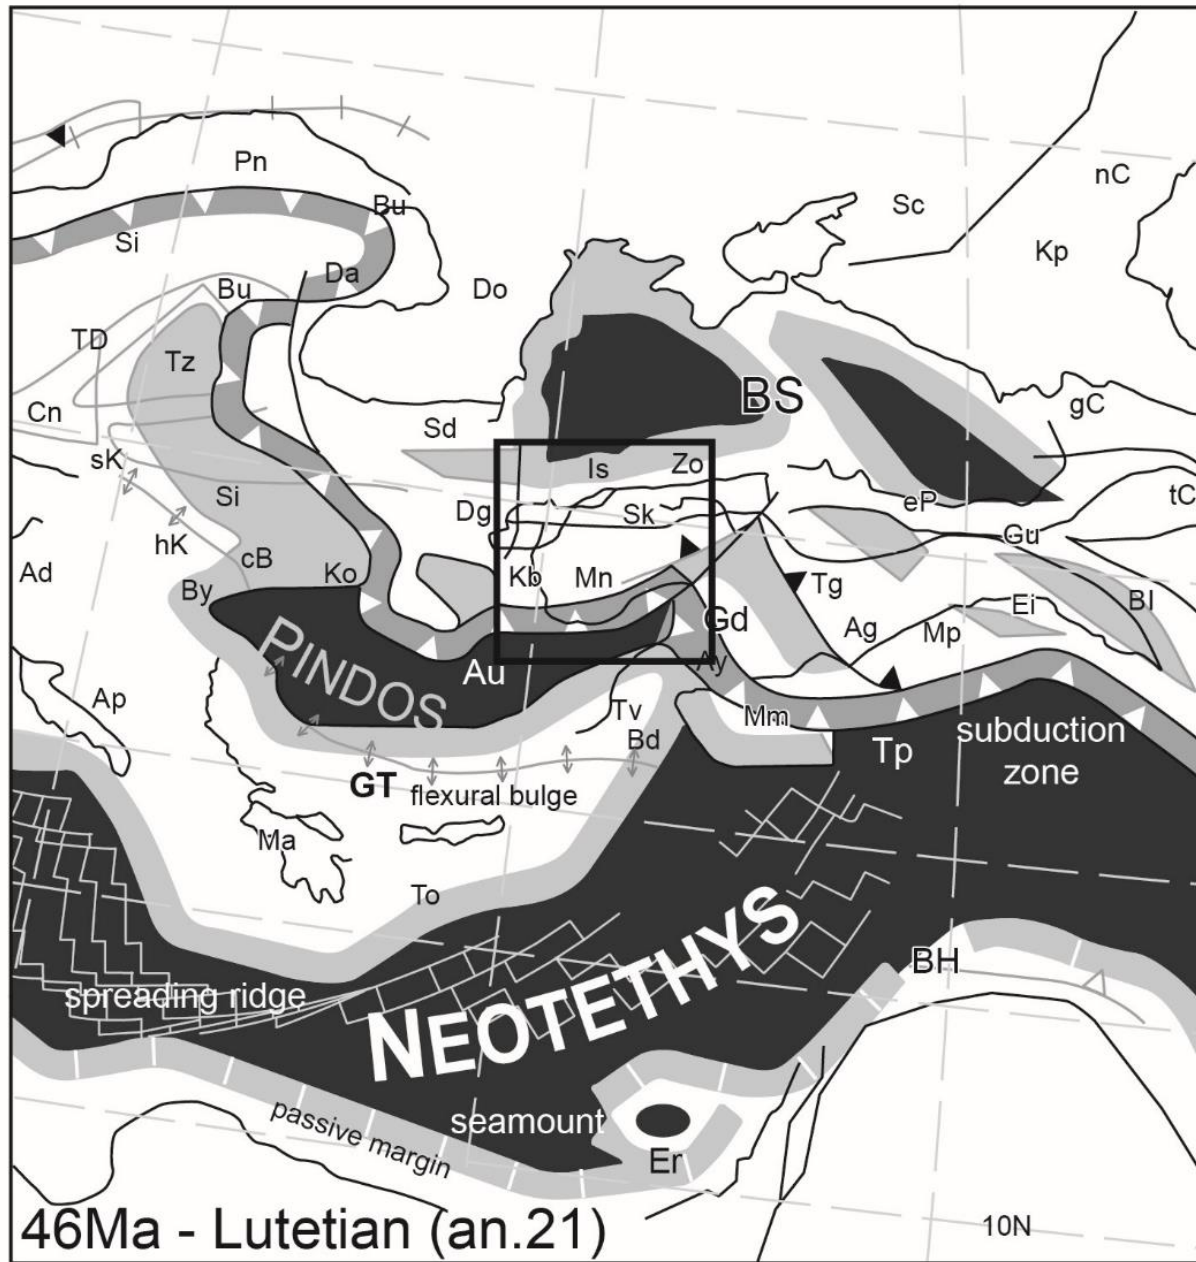 Pn
nC
Bu
Sc
Si
Kp
Da
Bu
Do
TD
Tz
BS
Cn
gC
Sd
sK
Is
Zo
Si
eP
tC
Dg
Sk
Gu
hK
cB
Ad
Ko
Kb
Mn
Tg
By
Ei
BI
Gd
Ag
Mp
PINDOS
Au
Ay
Ap
Tv
Mm
Bd
Tp
subduction
zone
GT
flexural bulge
Ma
To
NEOTETHYS
BH
spreading ridge
passive margin
seamount
Er
46Ma - Lutetian (an.21)
10N